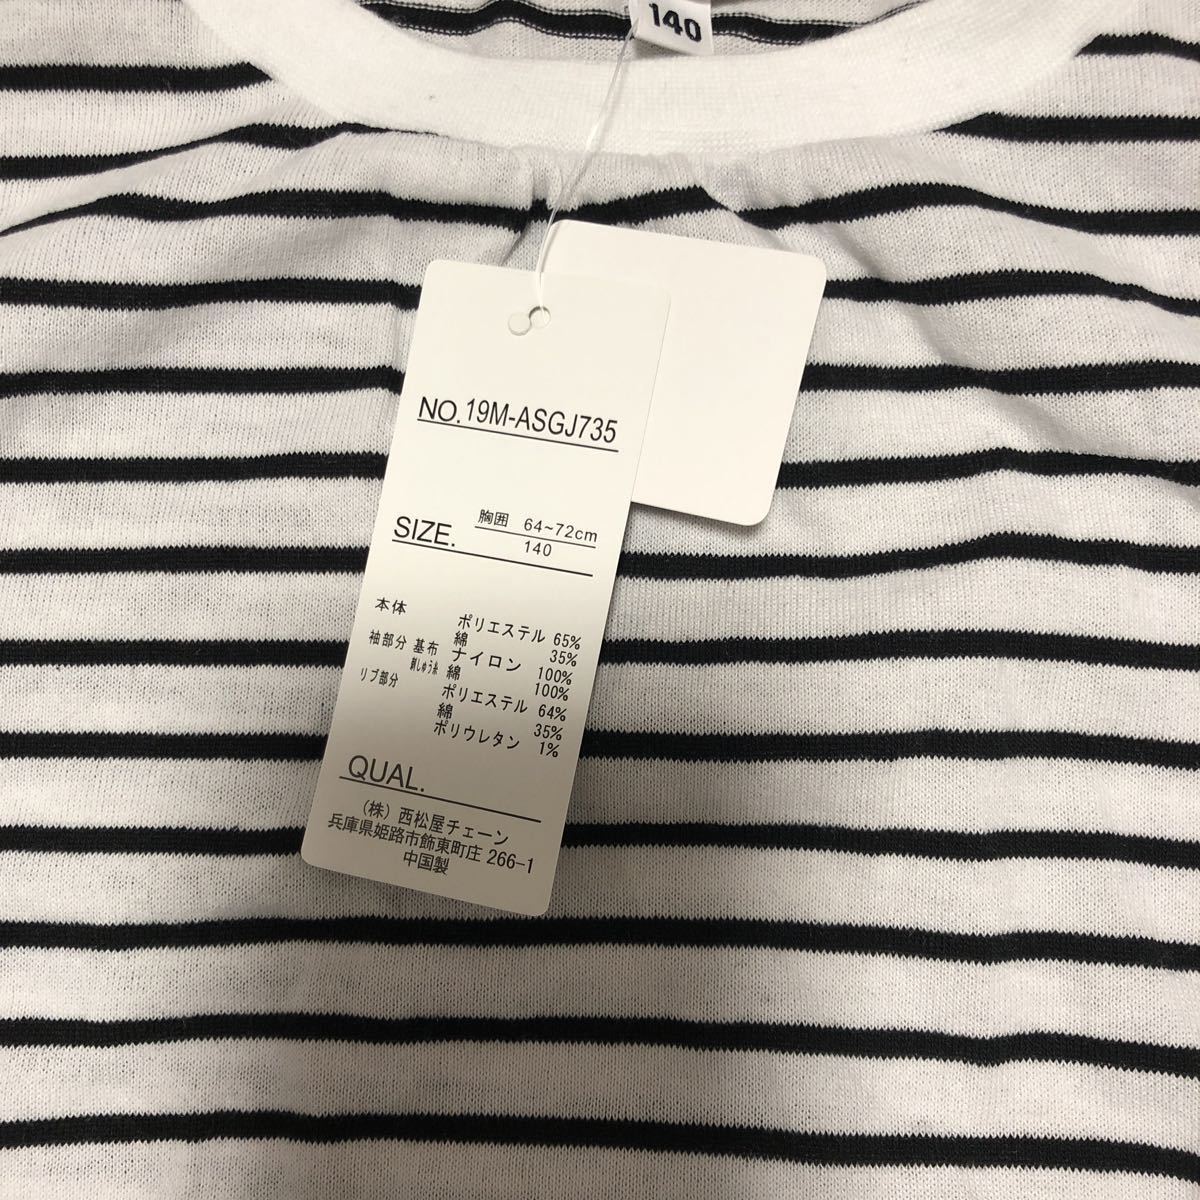 140
NO.19M-ASGJ735
SIZE. 胸囲 64~72cm
140
本体 ポリエステル 65%
綿 35%
袖部分 基布 ナイロン 100%
刺しゅう糸 綿 100%
リブ部分 ポリエステル 64%
綿 35%
ポリウレタン 1%
QUAL.
(株)西松屋チェーン
兵庫県姫路市飾東町庄 266-1
中国製